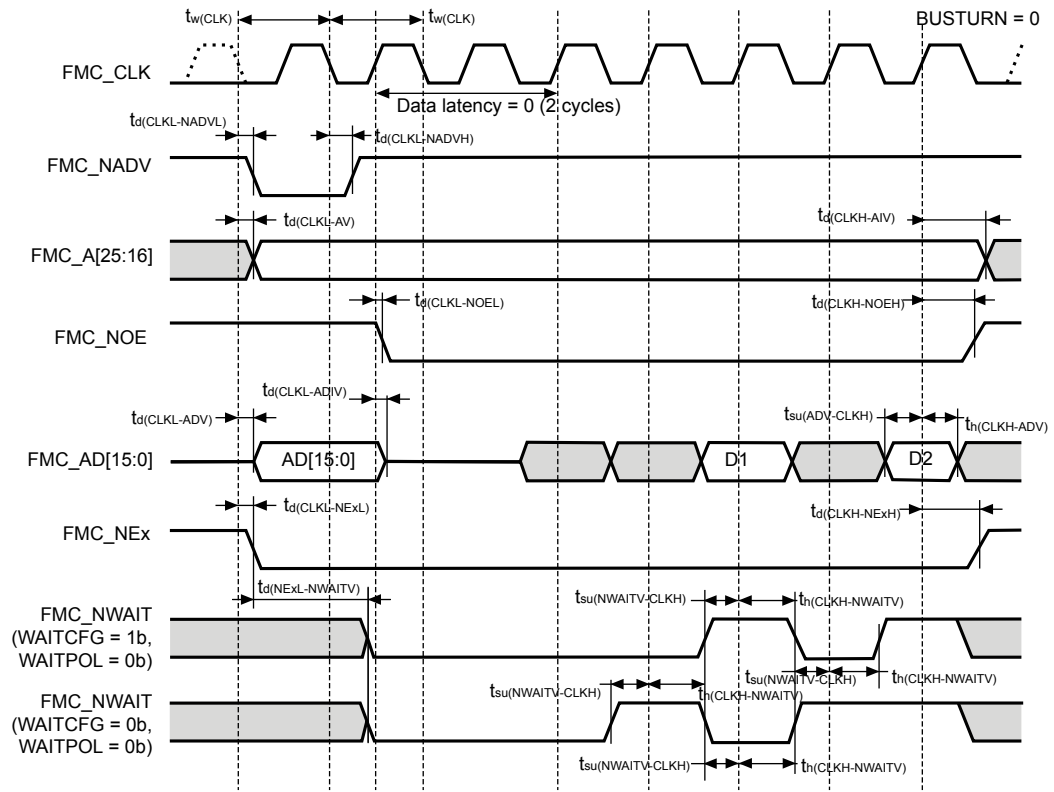 tw(CLK) tw(CLK) BUSTURN = 0
FMC_CLK
Data latency = 0 (2 cycles)
td(CLKL-NADVL) td(CLKL-NADVH)
FMC_NADV
td(CLKL-AV) td(CLKH-AIV)
FMC_A[25:16]
td(CLKL-NOEL) td(CLKH-NOEH)
FMC_NOE
td(CLKL-ADIV)
td(CLKL-ADV) tsu(ADV-CLKH) th(CLKH-ADV)
FMC_AD[15:0] AD[15:0] D1 D2
td(CLKL-NExL) td(CLKH-NExH)
FMC_NEx
td(NExL-NWAITV)
FMC_NWAIT
(WAITCFG = 1b,
WAITPOL = 0b)
tsu(NWAITV-CLKH) th(CLKH-NWAITV)
tsu(NWAITV-CLKH) th(CLKH-NWAITV)
FMC_NWAIT
(WAITCFG = 0b,
WAITPOL = 0b)
tsu(NWAITV-CLKH) th(CLKH-NWAITV)
tsu(NWAITV-CLKH) th(CLKH-NWAITV)